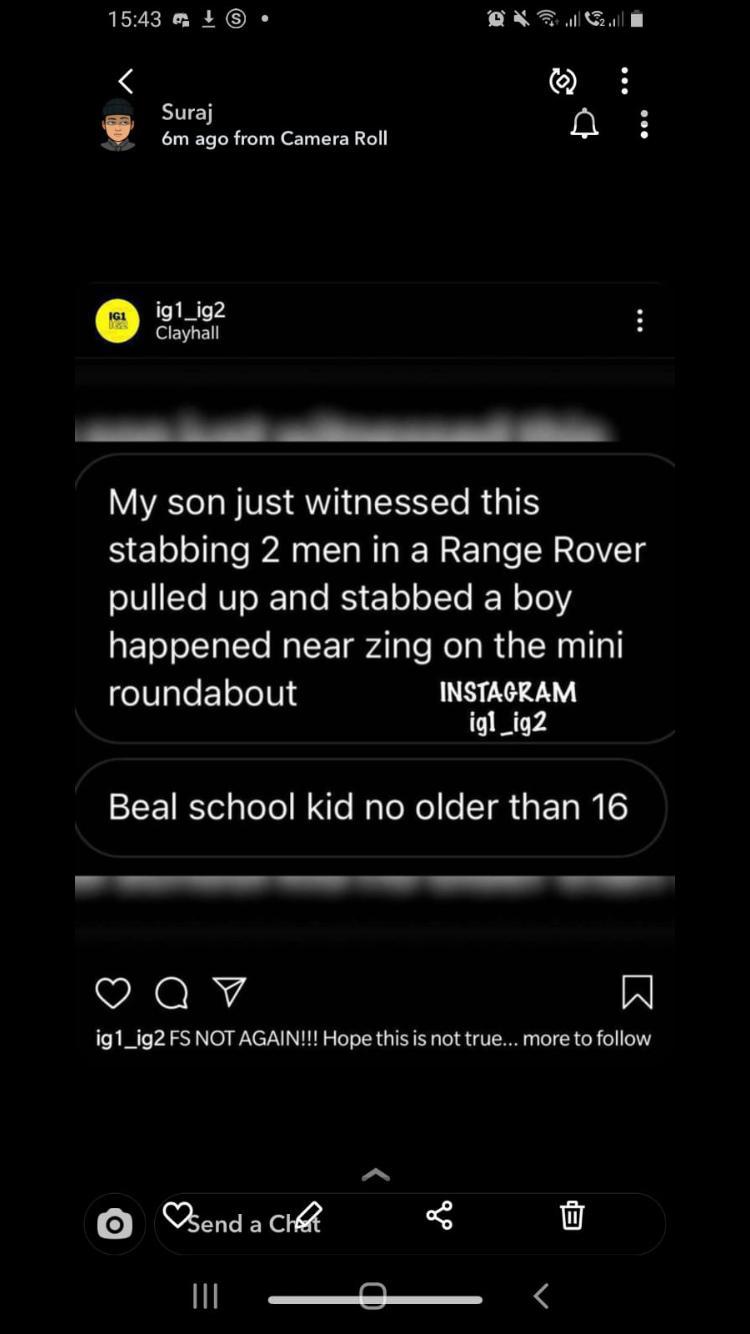 15:43
Suraj
6m ago from Camera Roll
IG1
IG2
ig1_ig2
Clayhall
My son just witnessed this
stabbing 2 men in a Range Rover
pulled up and stabbed a boy
happened near zing on the mini
roundabout
INSTAGRAM
ig1_ig2
Beal school kid no older than 16
ig1_ig2 FS NOT AGAIN!!! Hope this is not true... more to follow
Send a Chat